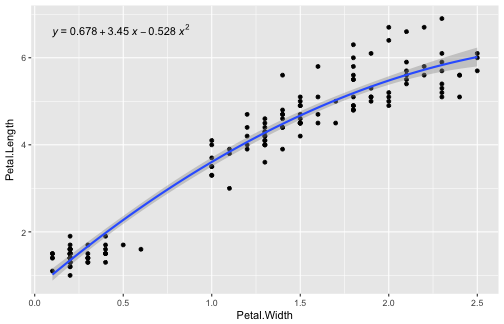 y = 0.678 + 3.45 x − 0.528 x²
6
4
2
Petal.Length
0.0 0.5 1.0 1.5 2.0 2.5
Petal.Width